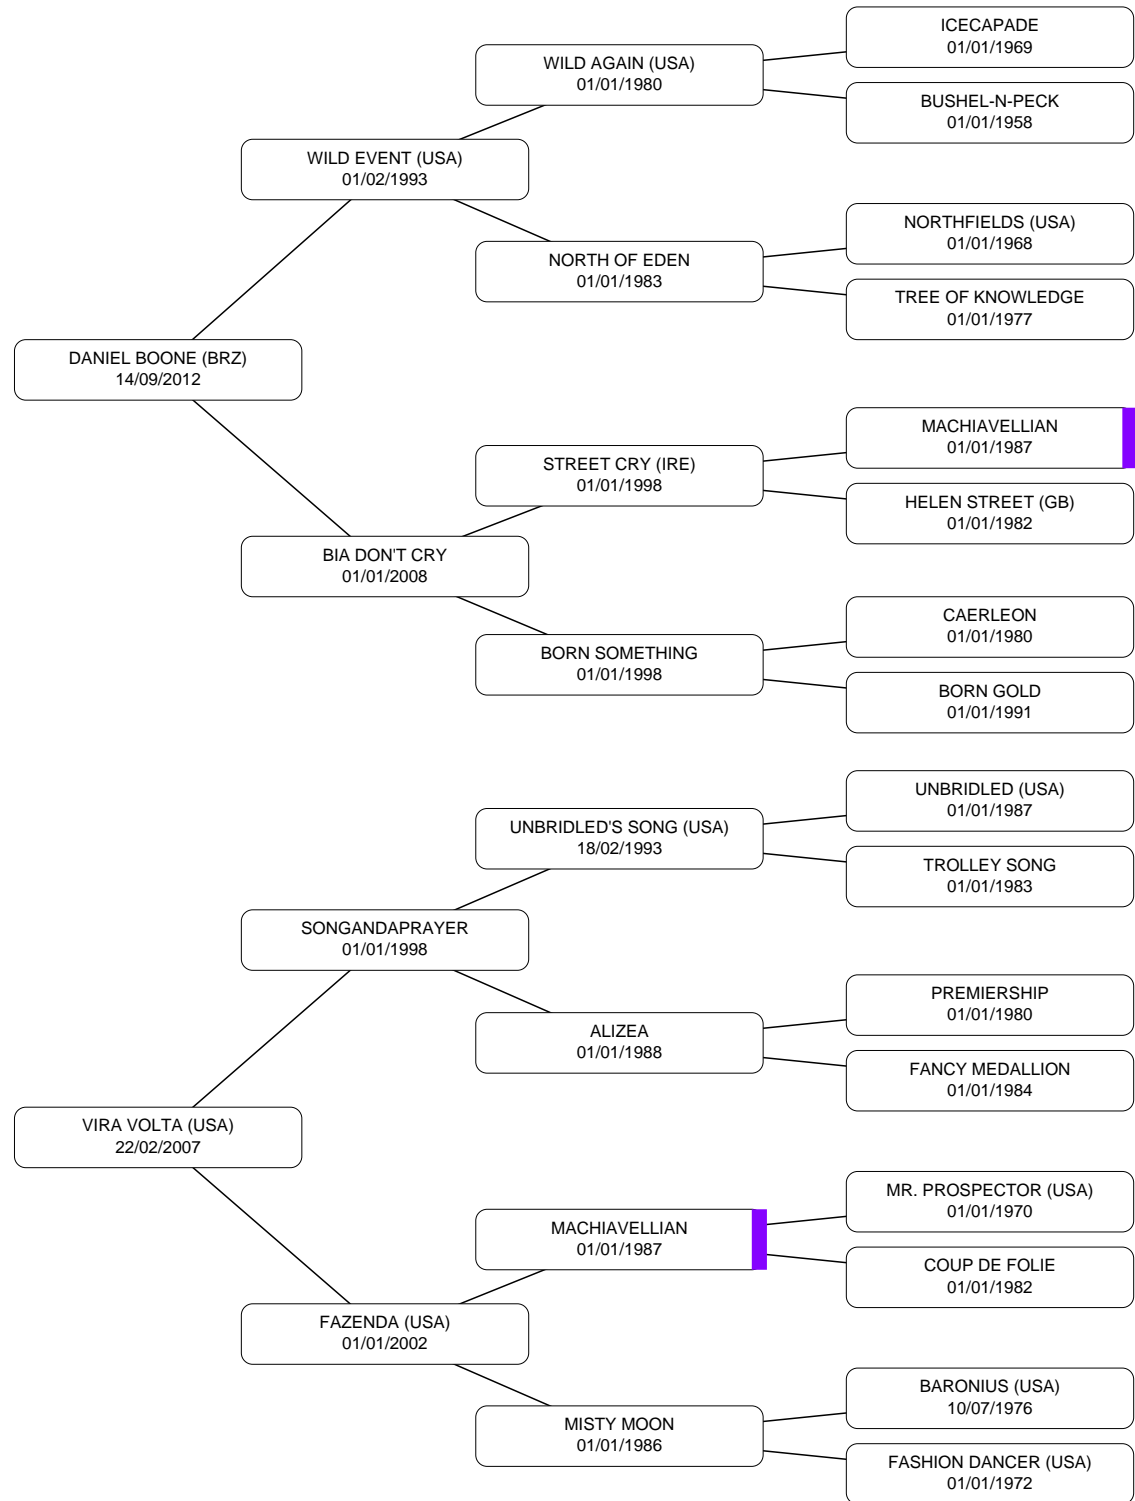 ICECAPADE
01/01/1969
WILD AGAIN (USA)
01/01/1980
BUSHEL-N-PECK
01/01/1958
WILD EVENT (USA)
01/02/1993
NORTHFIELDS (USA)
01/01/1968
NORTH OF EDEN
01/01/1983
TREE OF KNOWLEDGE
01/01/1977
DANIEL BOONE (BRZ)
14/09/2012
MACHIAVELLIAN
01/01/1987
STREET CRY (IRE)
01/01/1998
HELEN STREET (GB)
01/01/1982
BIA DON'T CRY
01/01/2008
CAERLEON
01/01/1980
BORN SOMETHING
01/01/1998
BORN GOLD
01/01/1991
UNBRIDLED (USA)
01/01/1987
UNBRIDLED'S SONG (USA)
18/02/1993
TROLLEY SONG
01/01/1983
SONGANDAPRAYER
01/01/1998
PREMIERSHIP
01/01/1980
ALIZEA
01/01/1988
FANCY MEDALLION
01/01/1984
VIRA VOLTA (USA)
22/02/2007
MR. PROSPECTOR (USA)
01/01/1970
MACHIAVELLIAN
01/01/1987
COUP DE FOLIE
01/01/1982
FAZENDA (USA)
01/01/2002
BARONIUS (USA)
10/07/1976
MISTY MOON
01/01/1986
FASHION DANCER (USA)
01/01/1972